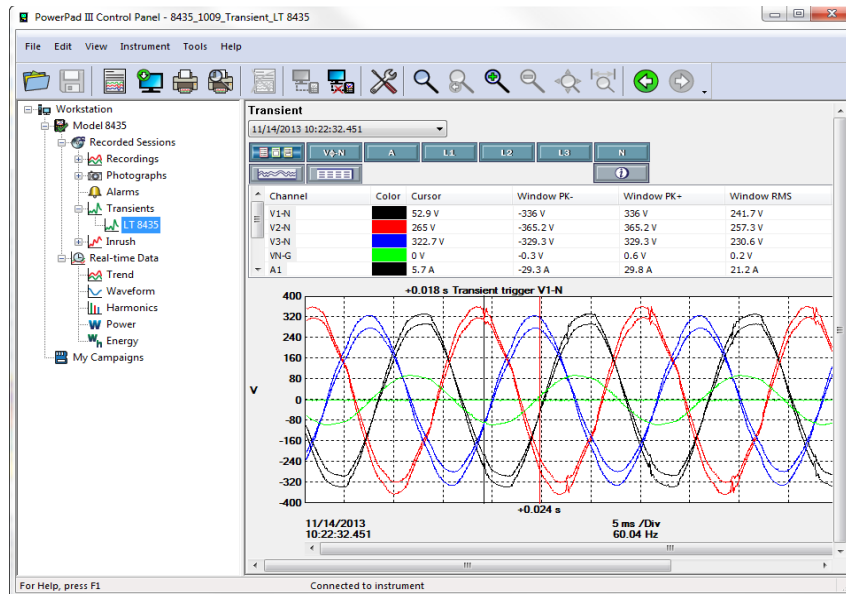 PowerPad III Control Panel - 8435_1009_Transient_LT 8435
File Edit View Instrument Tools Help
Workstation
Model 8435
Recorded Sessions
Recordings
Photographs
Alarms
Transients
LT 8435
Inrush
Real-time Data
Trend
Waveform
Harmonics
W Power
Wh Energy
My Campaigns
Transient
11/14/2013 10:22:32.451
Vϕ-N A L1 L2 L3 N
Channel Color Cursor Window PK- Window PK+ Window RMS
V1-N 52.9 V -336 V 336 V 241.7 V
V2-N 265 V -365.2 V 365.2 V 257.3 V
V3-N 322.7 V -329.3 V 329.3 V 230.6 V
VN-G 0 V -0.3 V 0.6 V 0.2 V
A1 5.7 A -29.3 A 29.8 A 21.2 A
+0.018 s Transient trigger V1-N
400
320
240
160
80
V
0
-80
-160
-240
-320
-400
+0.024 s
11/14/2013 5 ms /Div
10:22:32.451 60.04 Hz
For Help, press F1 Connected to instrument